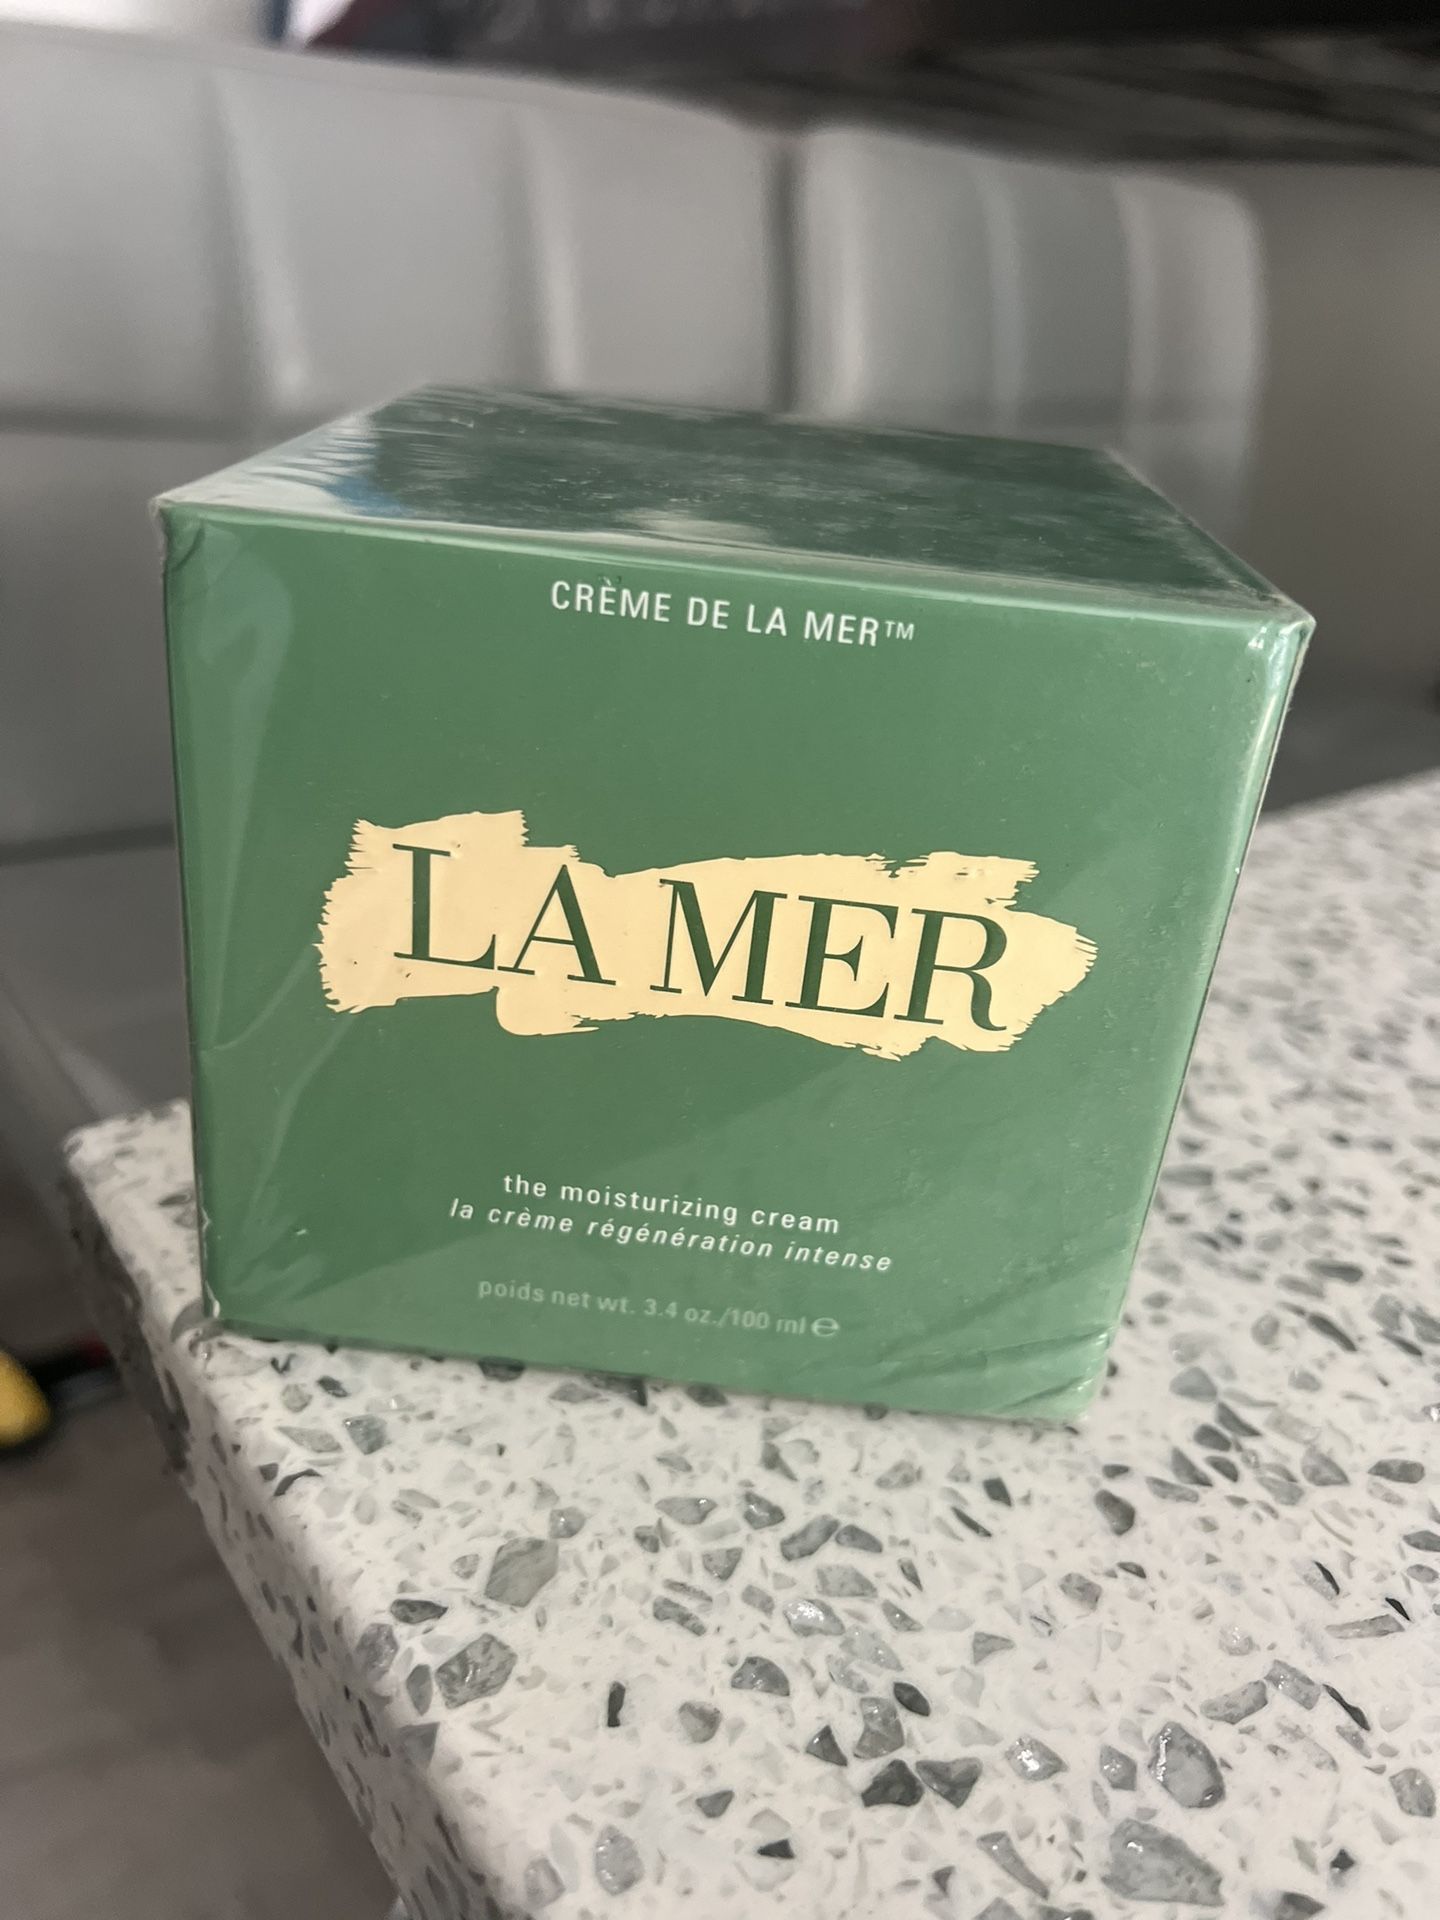 CRÈME DE LA MER™
LA MER
the moisturizing cream
la crème régénération intense
poids net wt. 3.4 oz./100 ml ℮